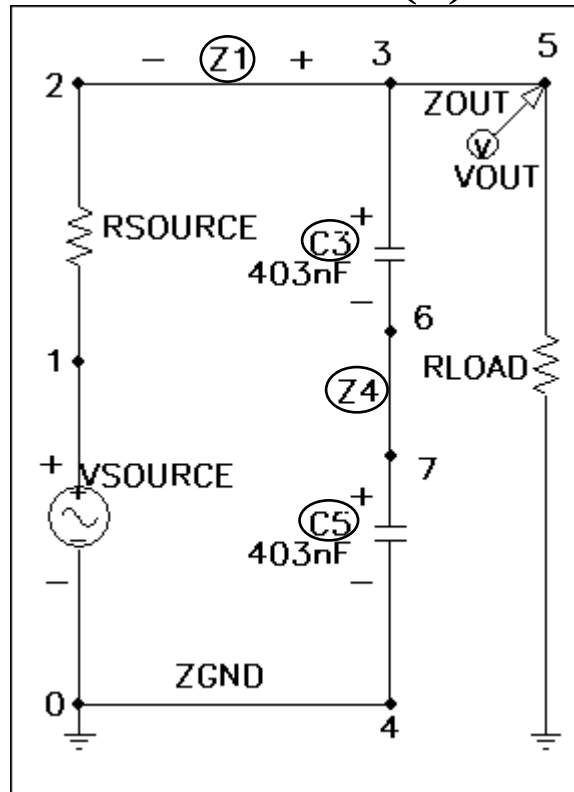 − Z1 +
2
3
5
ZOUT
V
VOUT
RSOURCE
+
C3
403nF
−
6
1
RLOAD
Z4
+
VSOURCE
7
+
+
C5
403nF
−
−
−
ZGND
0
4